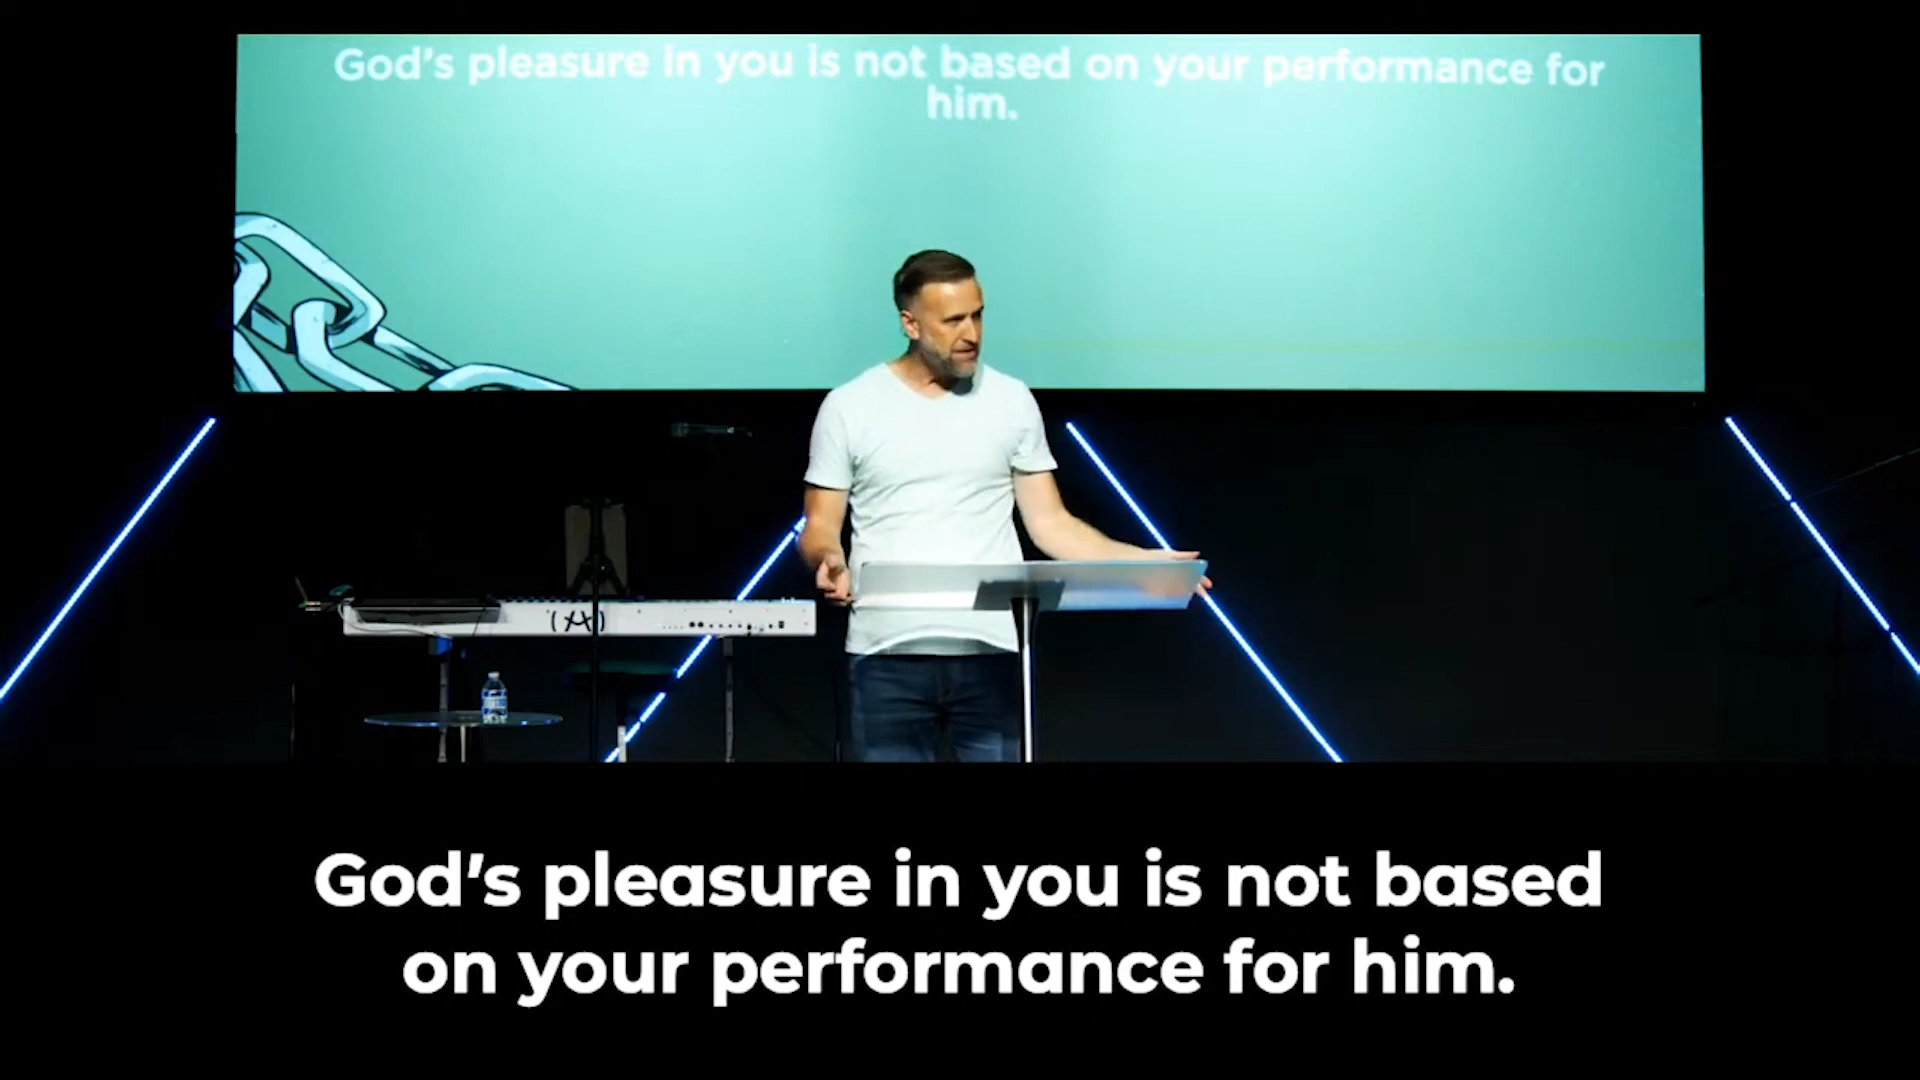 God's pleasure in you is not based on your performance for
him.
God's pleasure in you is not based
on your performance for him.